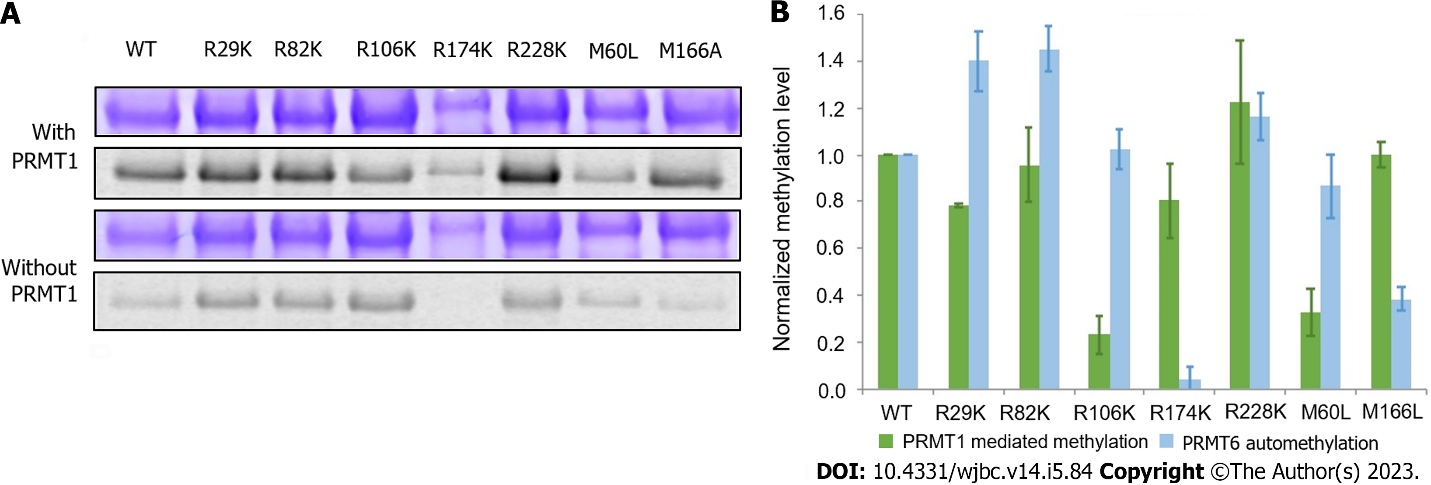 A
WT R29K R82K R106K R174K R228K M60L M166A
With
PRMT1
Without
PRMT1
B
Normalized methylation level
1.6
1.4
1.2
1.0
0.8
0.6
0.4
0.2
0.0
WT R29K R82K R106K R174K R228K M60L M166L
PRMT1 mediated methylation PRMT6 automethylation
DOI: 10.4331/wjbc.v14.i5.84 Copyright ©The Author(s) 2023.